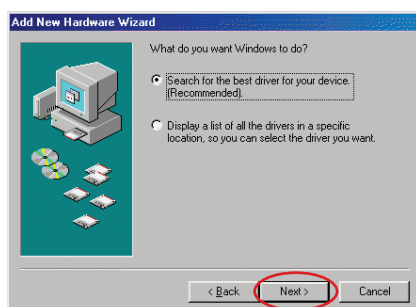 Add New Hardware Wizard
What do you want Windows to do?
Search for the best driver for your device.
(Recommended).
Display a list of all the drivers in a specific
location, so you can select the driver you want.
< Back
Next >
Cancel